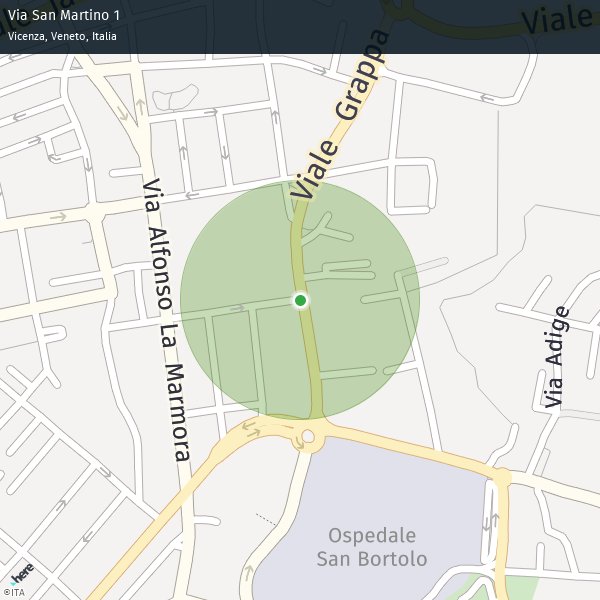 Via San Martino 1
Vicenza, Veneto, Italia
Viale
Viale Grappa
Via Alfonso La Marmora
Via Adige
Ospedale
San Bortolo
here
©ITA